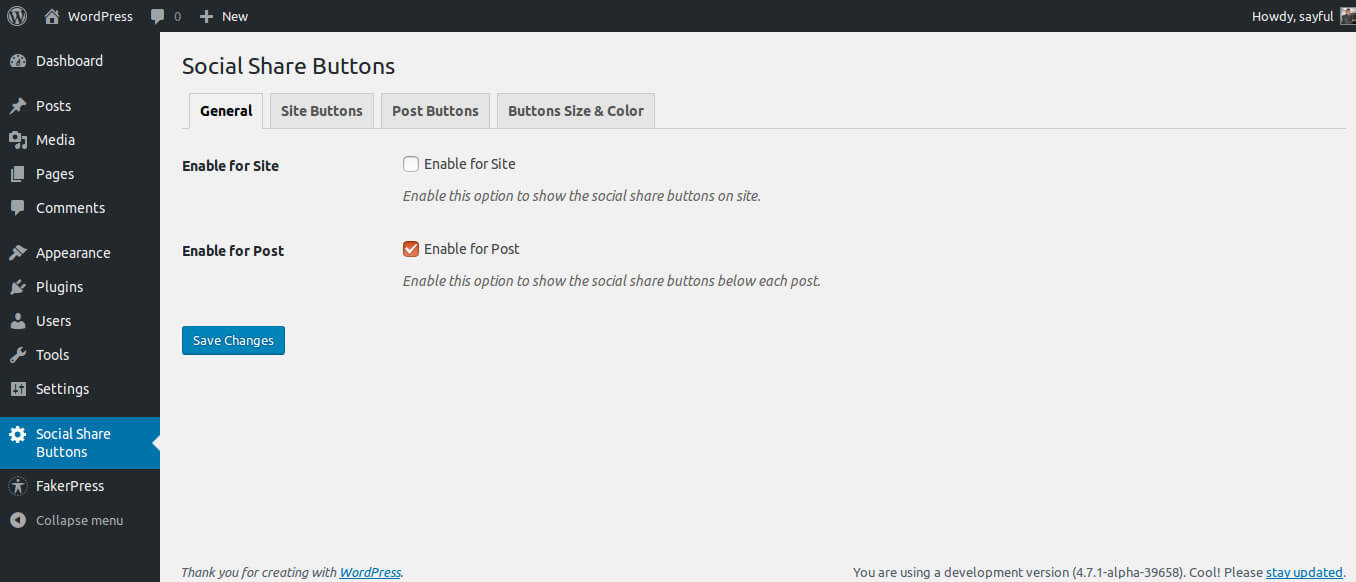 WordPress 0 New Howdy, sayful
Dashboard
Posts
Media
Pages
Comments
Appearance
Plugins
Users
Tools
Settings
Social Share
Buttons
FakerPress
Collapse menu
Social Share Buttons
General Site Buttons Post Buttons Buttons Size & Color
Enable for Site Enable for Site
Enable this option to show the social share buttons on site.
Enable for Post Enable for Post
Enable this option to show the social share buttons below each post.
Save Changes
Thank you for creating with WordPress. You are using a development version (4.7.1-alpha-39658). Cool! Please stay updated.